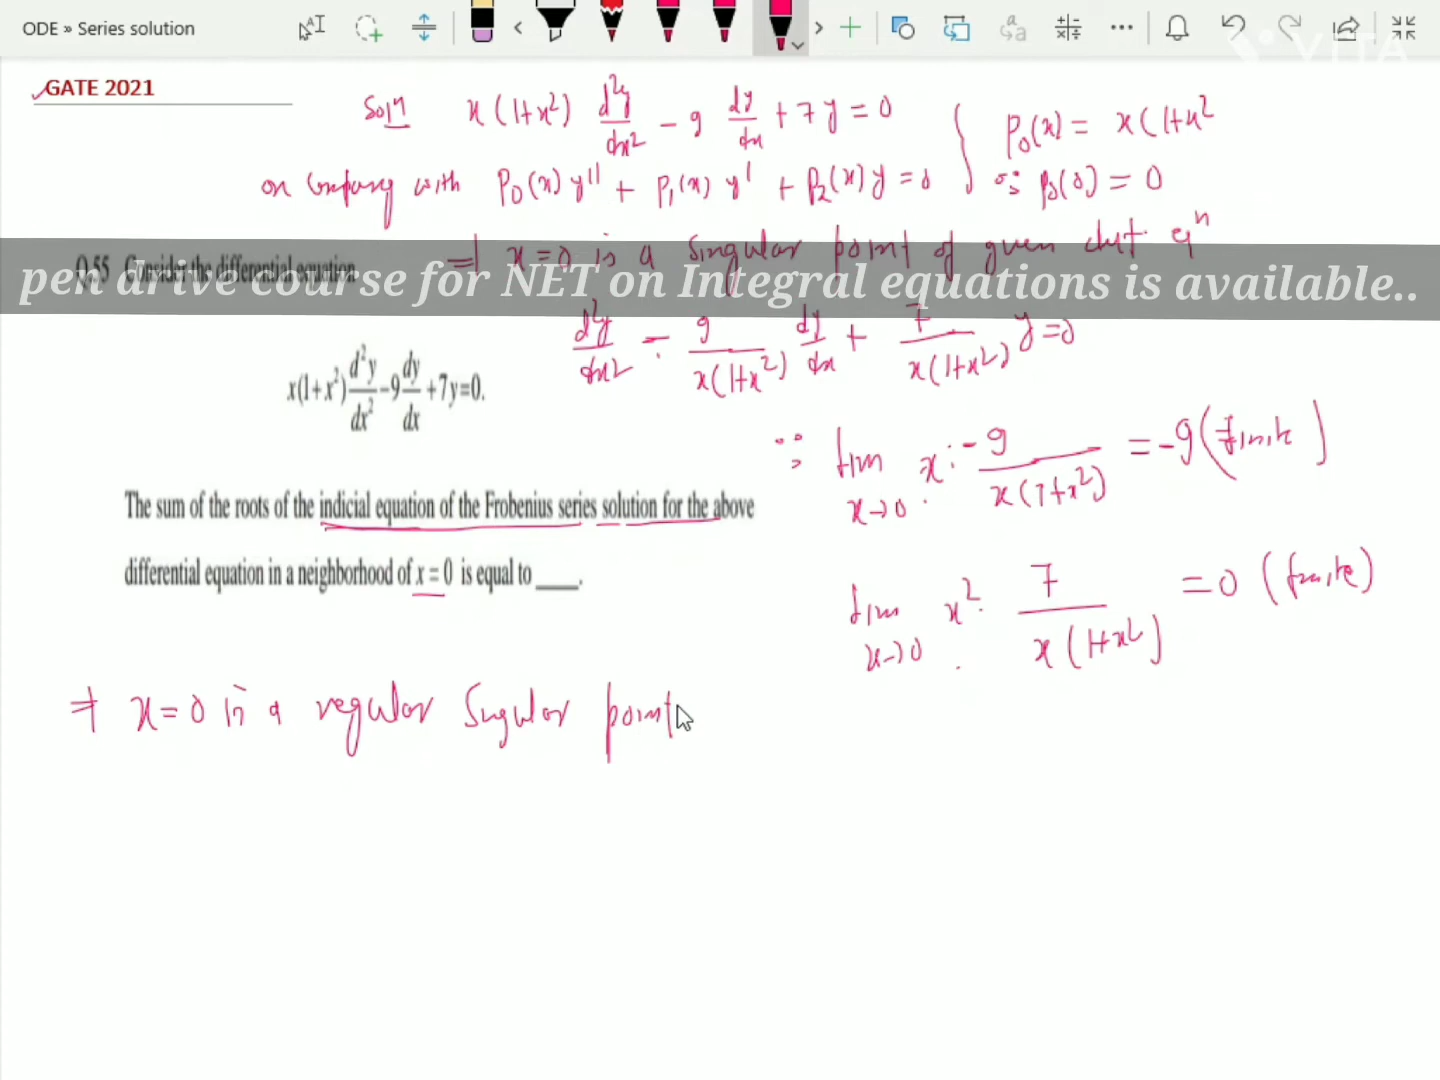 ODE » Series solution
GATE 2021
Soln x(1+x²) d²y/dx² - 9 dy/dx + 7y = 0
P₀(x) = x(1+x²
on comparing with P₀(x) y'' + P₁(x) y' + P₂(x) y = 0
∵ P₀(0) = 0
⇒ x=0 is a singular point of given diff. eqⁿ
Q.55 Consider the differential equation
pen drive course for NET on Integral equations is available..
d²y/dx² - 9/x(1+x²) dy/dx + 7/x(1+x²) y = 0
x(1+x²) d²y/dx² - 9 dy/dx + 7y = 0.
∵ lim x→0 x · -9/x(1+x²) = -9 (finite)
The sum of the roots of the indicial equation of the Frobenius series solution for the above
differential equation in a neighborhood of x = 0 is equal to ____.
lim x→0 x² · 7/x(1+x²) = 0 (finite)
⇒ x=0 is a regular singular point